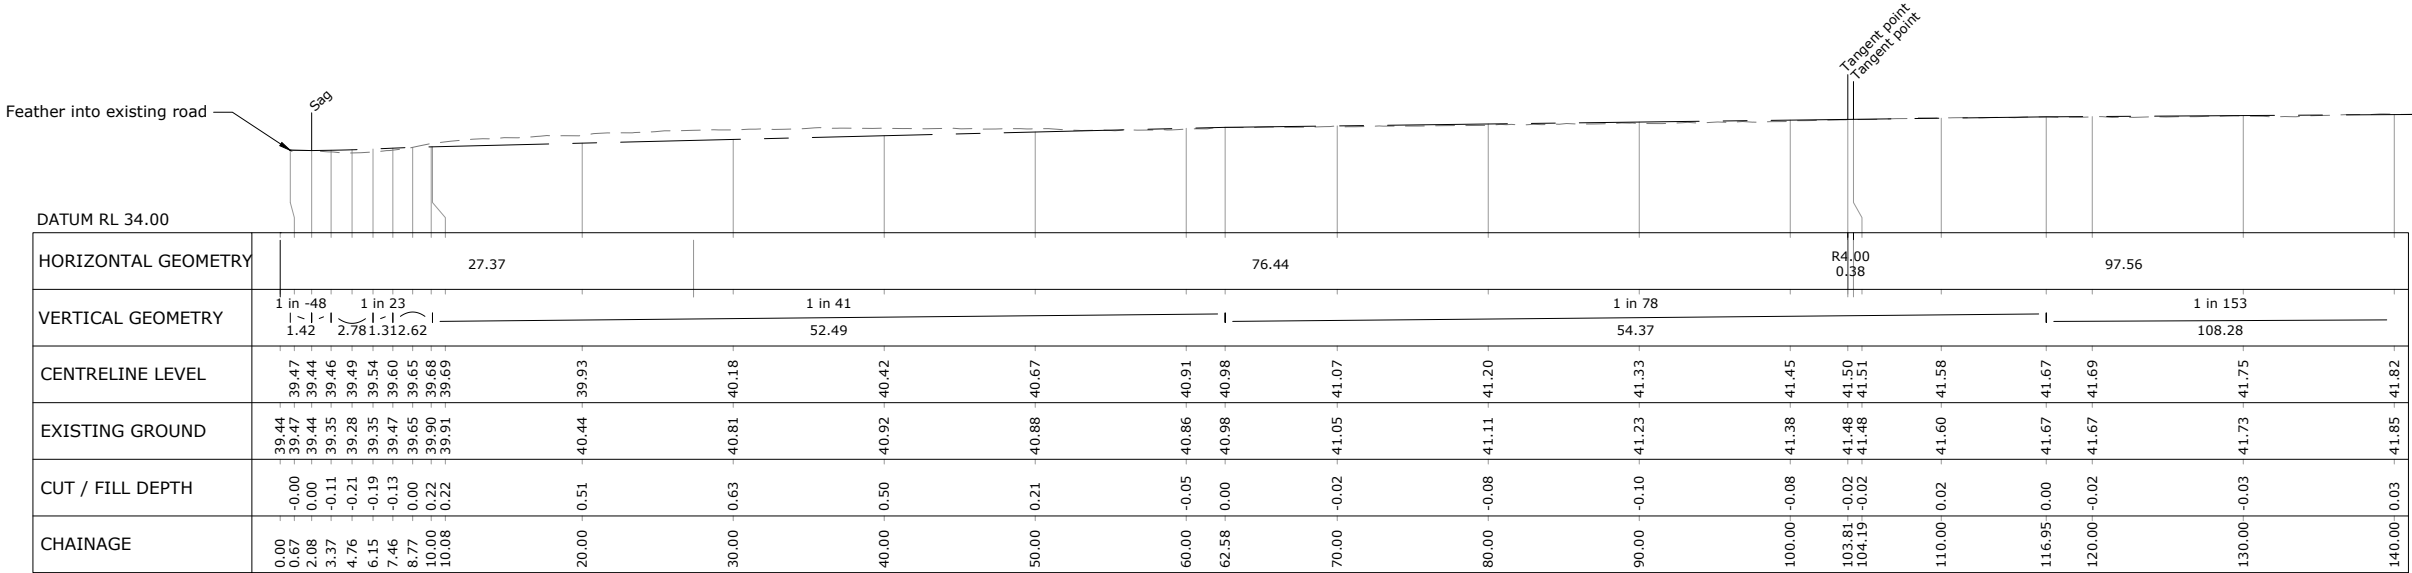 Tangent point
Tangent point
Feather into existing road
Sag
DATUM RL 34.00
HORIZONTAL GEOMETRY 27.37 76.44 R4.00 97.56
0.38
VERTICAL GEOMETRY
1 in -48 1 in 23 1 in 41 1 in 78 1 in 153
1.42 2.78 1.31 2.62 52.49 54.37 108.28
CENTRELINE LEVEL 39.47 39.44 39.46 39.49 39.54 39.60 39.65 39.68 39.69 39.93 40.18 40.42 40.67 40.91 40.98 41.07 41.20 41.33 41.45 41.50 41.51 41.58 41.67 41.69 41.75 41.82
EXISTING GROUND 39.44 39.47 39.44 39.35 39.28 39.35 39.47 39.65 39.90 39.91 40.44 40.81 40.92 40.88 40.86 40.98 41.05 41.11 41.23 41.38 41.48 41.48 41.60 41.67 41.67 41.73 41.85
CUT / FILL DEPTH -0.00 0.00 -0.11 -0.21 -0.19 -0.13 0.00 0.22 0.22 0.51 0.63 0.50 0.21 -0.05 0.00 -0.02 -0.08 -0.10 -0.08 -0.02 -0.02 0.02 0.00 -0.02 -0.03 0.03
CHAINAGE 0.00 0.67 2.08 3.37 4.76 6.15 7.46 8.77 10.00 10.08 20.00 30.00 40.00 50.00 60.00 62.58 70.00 80.00 90.00 100.00 103.81 104.19 110.00 116.95 120.00 130.00 140.00